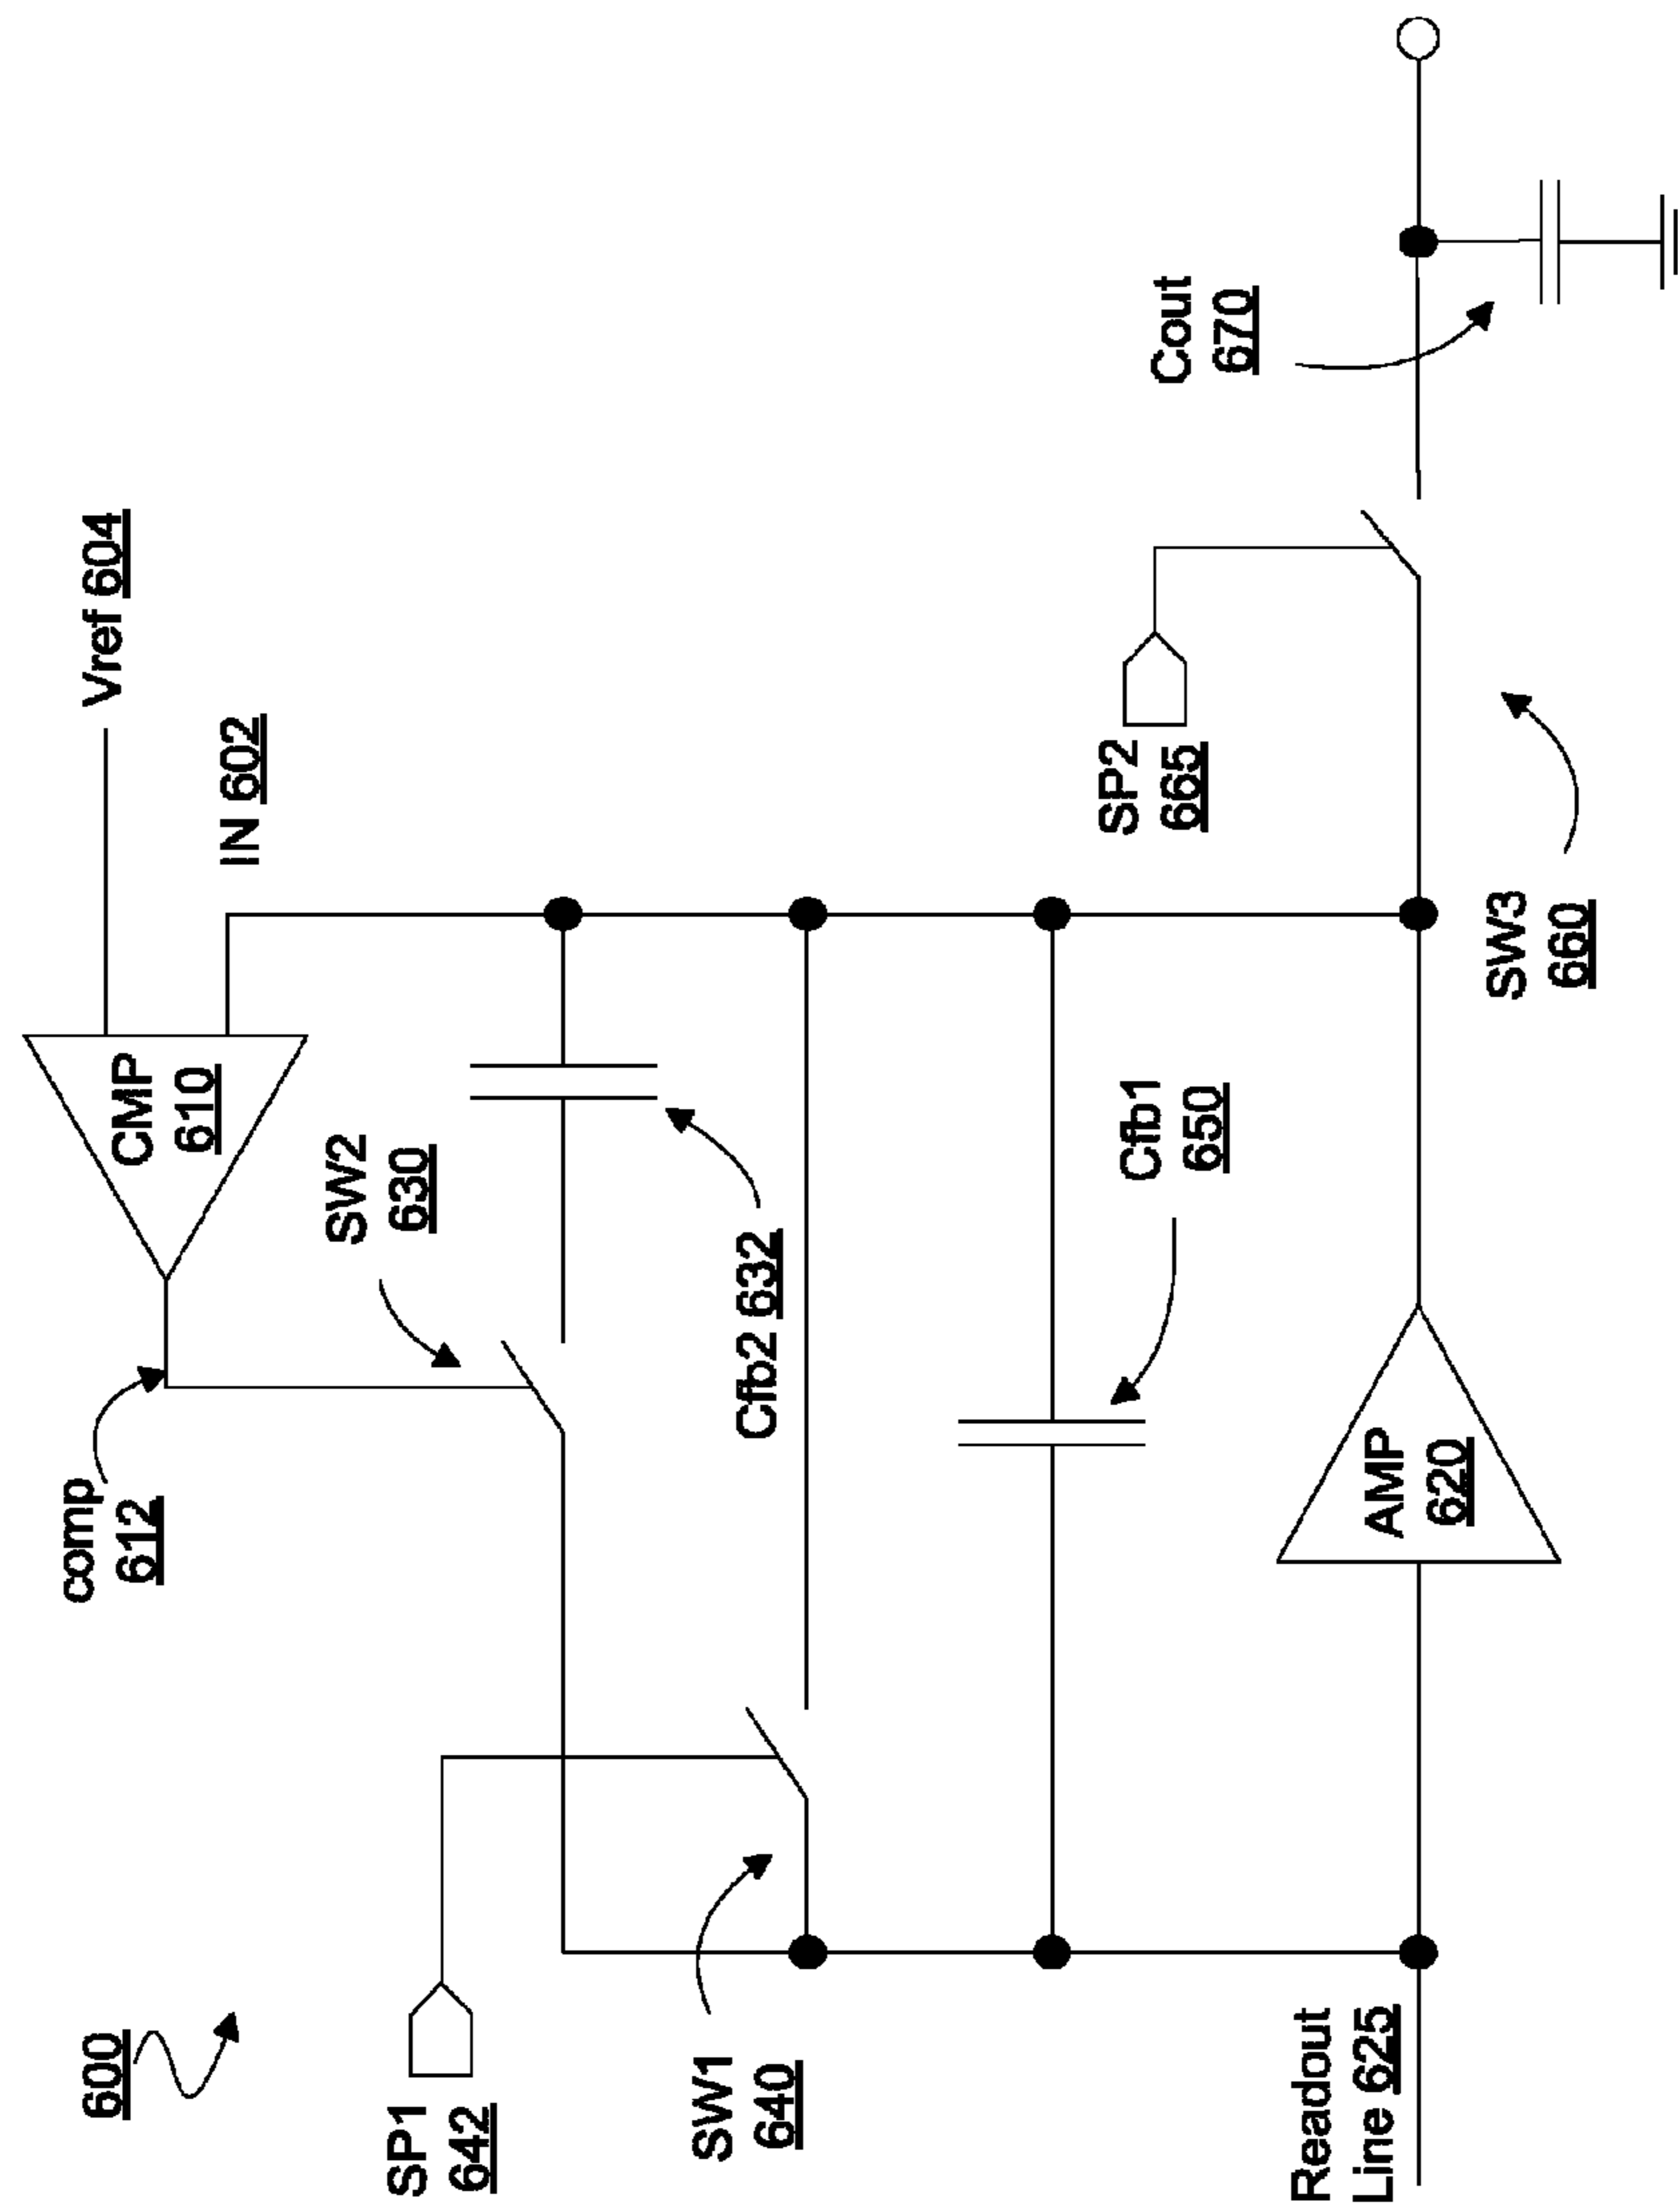 600
comp
612
Vref 604
CMP
610
IN 602
SP1
642
SW2
630
SW1
640
Cfb2 632
Cfb1
650
SP2
665
Cout
670
Readout
Line 625
AMP
620
SW3
660